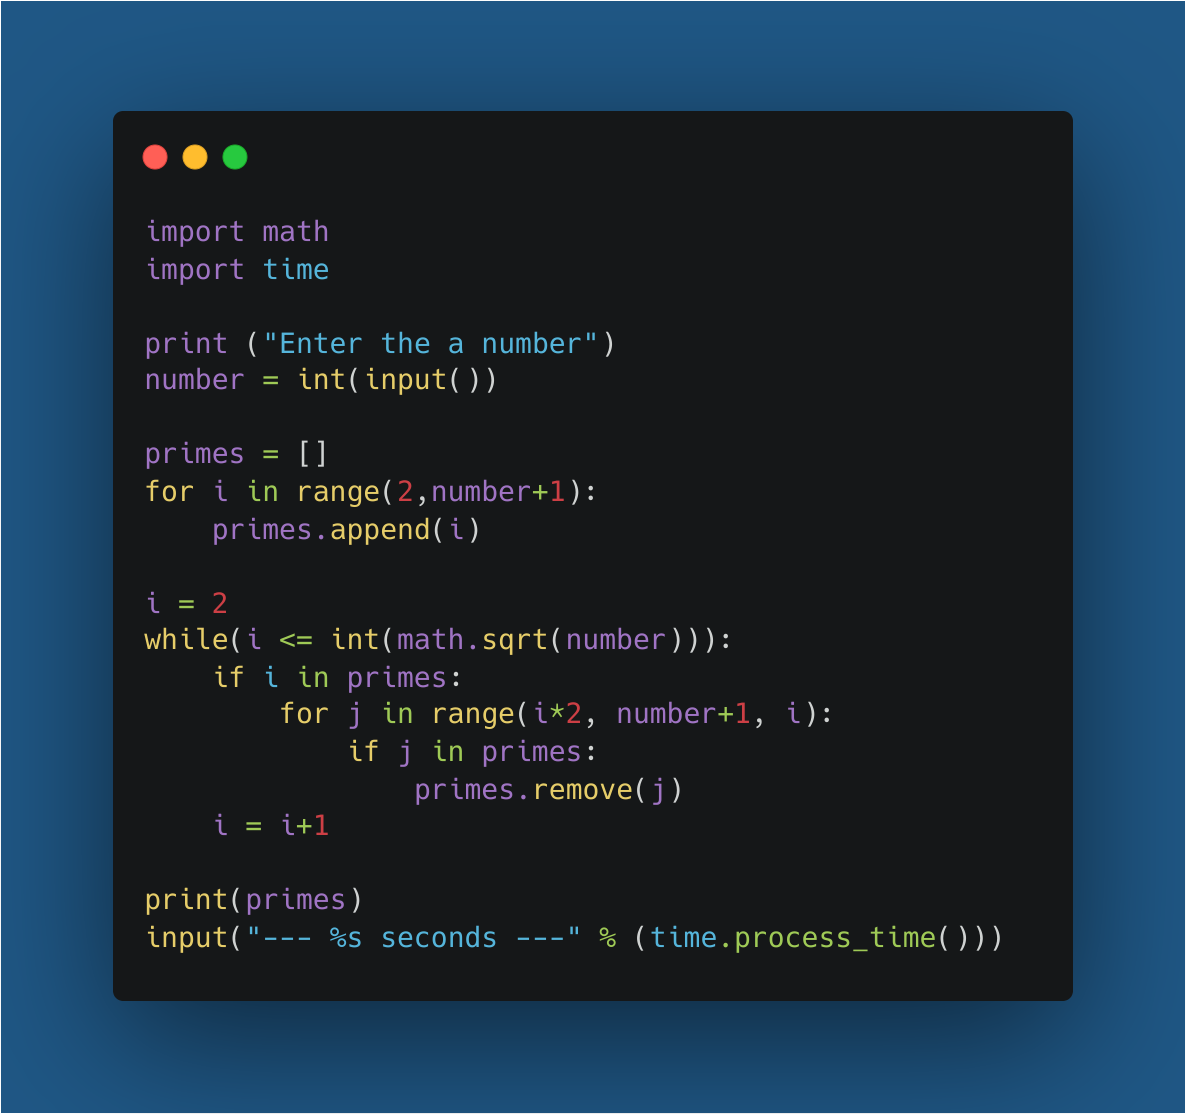 import math
import time

print ("Enter the a number")
number = int(input())

primes = []
for i in range(2,number+1):
    primes.append(i)

i = 2
while(i <= int(math.sqrt(number))):
    if i in primes:
        for j in range(i*2, number+1, i):
            if j in primes:
                primes.remove(j)
    i = i+1

print(primes)
input("--- %s seconds ---" % (time.process_time()))